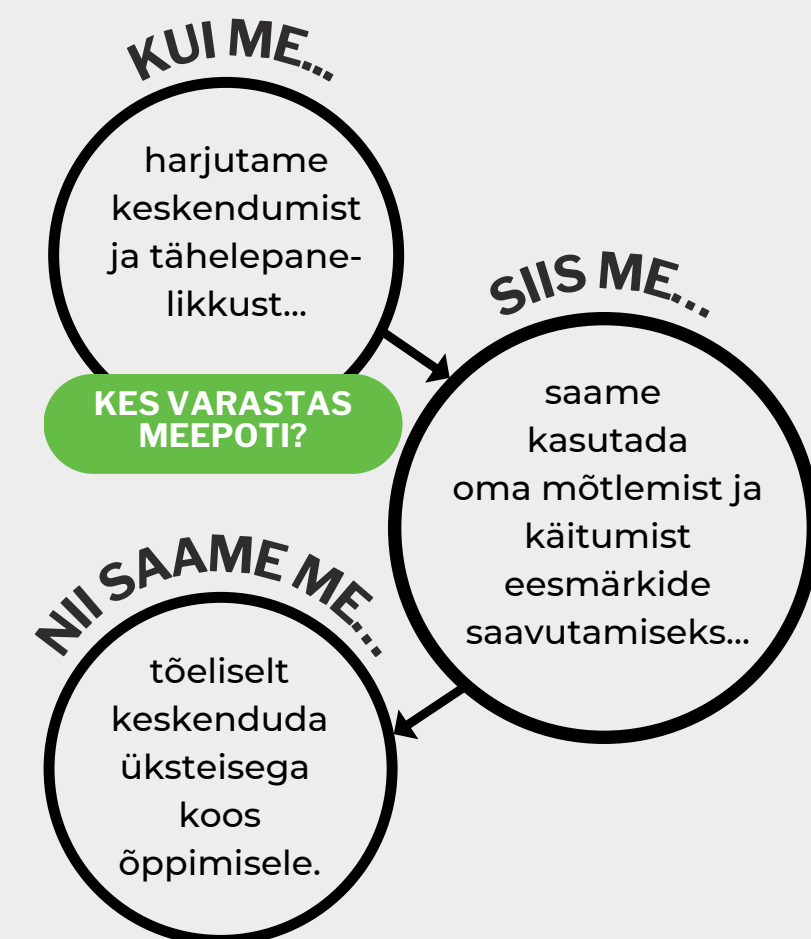 KUI ME...
harjutame
keskendumist
ja tähelepane-
likkust...
KES VARASTAS
MEEPOTI?
SIIS ME...
saame
kasutada
oma mõtlemist ja
käitumist
eesmärkide
saavutamiseks...
NII SAAME ME...
tõeliselt
keskenduda
üksteisega
koos
õppimisele.